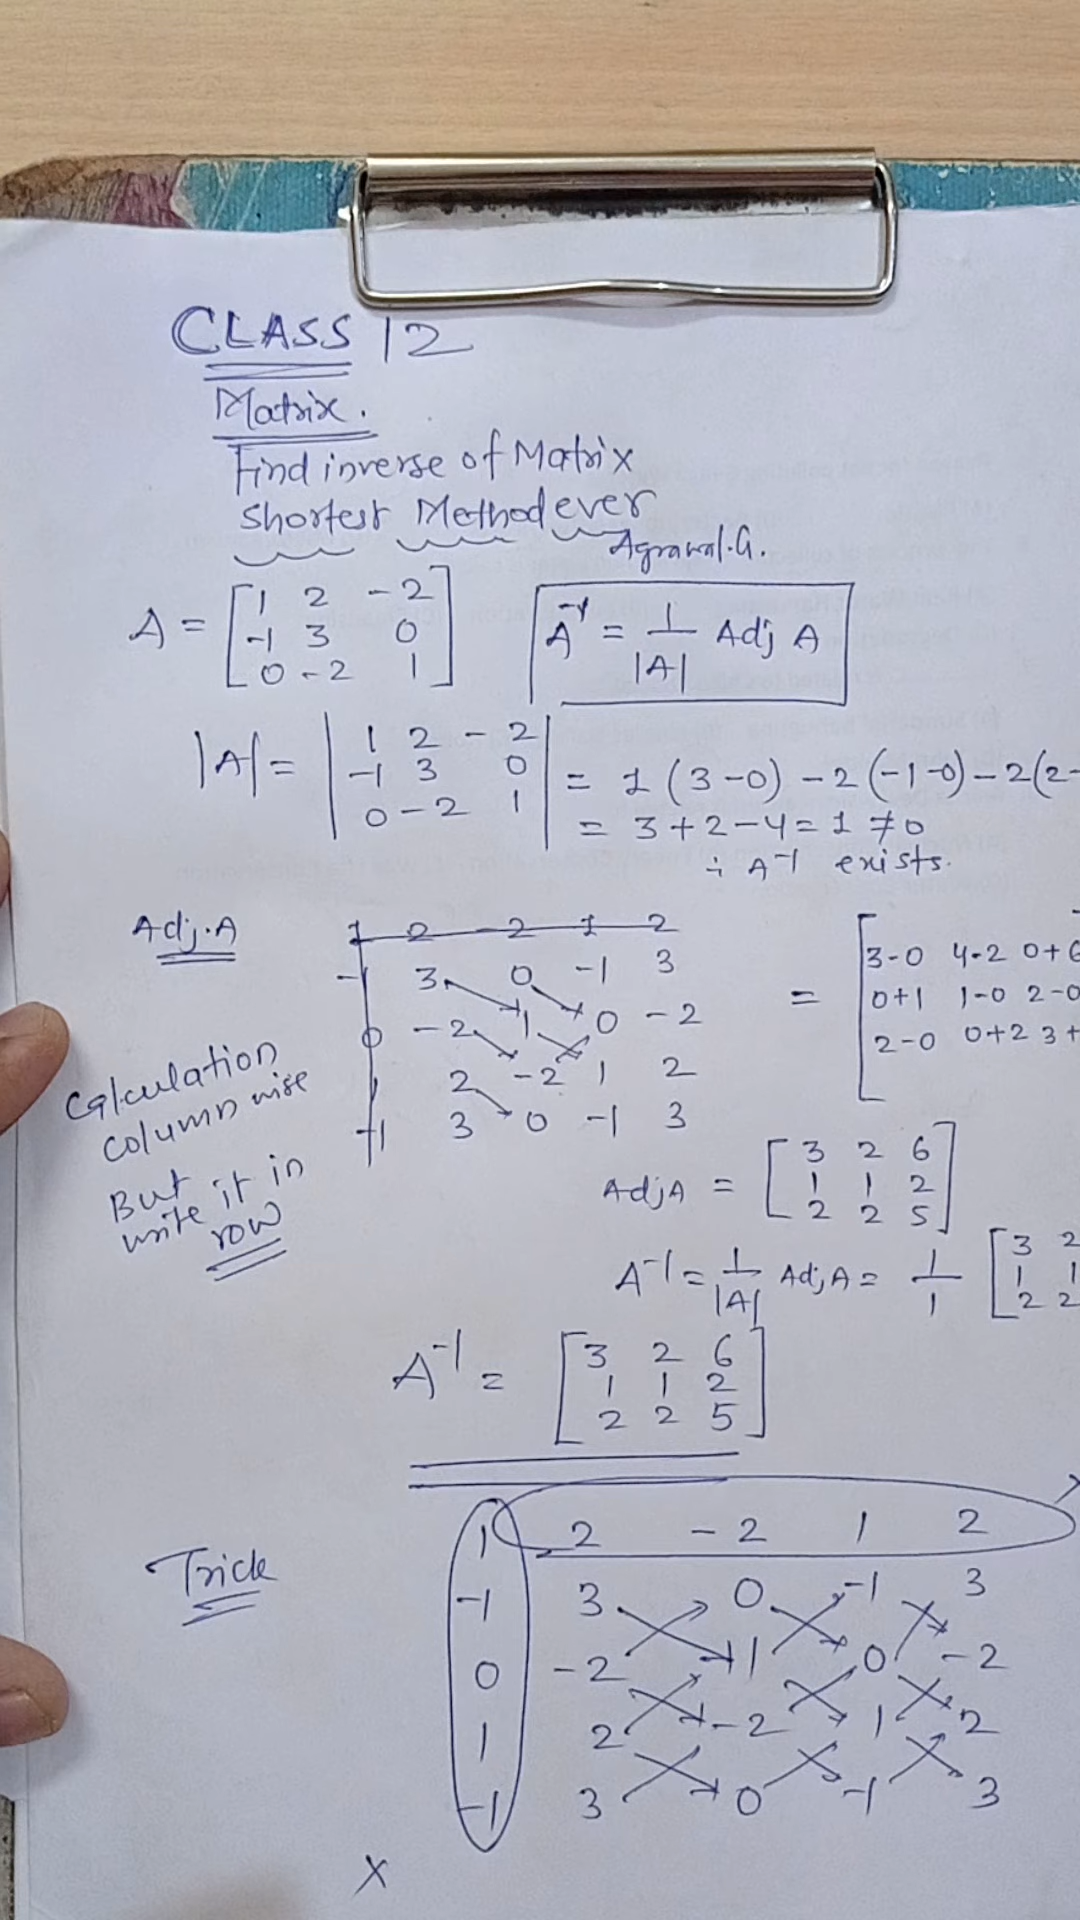 CLASS 12
Matrix.
Find inverse of Matrix
Shortest Method ever
Agrawal.G.
A = [ 1 2 -2
-1 3 0
0 -2 1 ]
A⁻¹ = 1/|A| Adj A
|A| = | 1 2 -2
-1 3 0
0 -2 1 |
= 1 (3-0) -2 (-1-0) -2(2-
= 3+2-4 = 1 ≠0
∴ A⁻¹ exists.
Adj.A
1 2 -2 1 2
-1 3 0 -1 3
0 -2 1 0 -2
1 2 -2 1 2
-1 3 0 -1 3
= [ 3-0 4-2 0+6
0+1 1-0 2-0
2-0 0+2 3+
Calculation
column wise
But
write it in
row
Adj A = [ 3 2 6
1 1 2
2 2 5 ]
A⁻¹ = 1/|A| Adj A = 1/1 [ 3 2
1 1
2 2
A⁻¹ = [ 3 2 6
1 1 2
2 2 5 ]
Trick
1 2 -2 1 2
-1 3 0 -1 3
0 -2 1 0 -2
1 2 -2 1 2
-1 3 0 -1 3
X